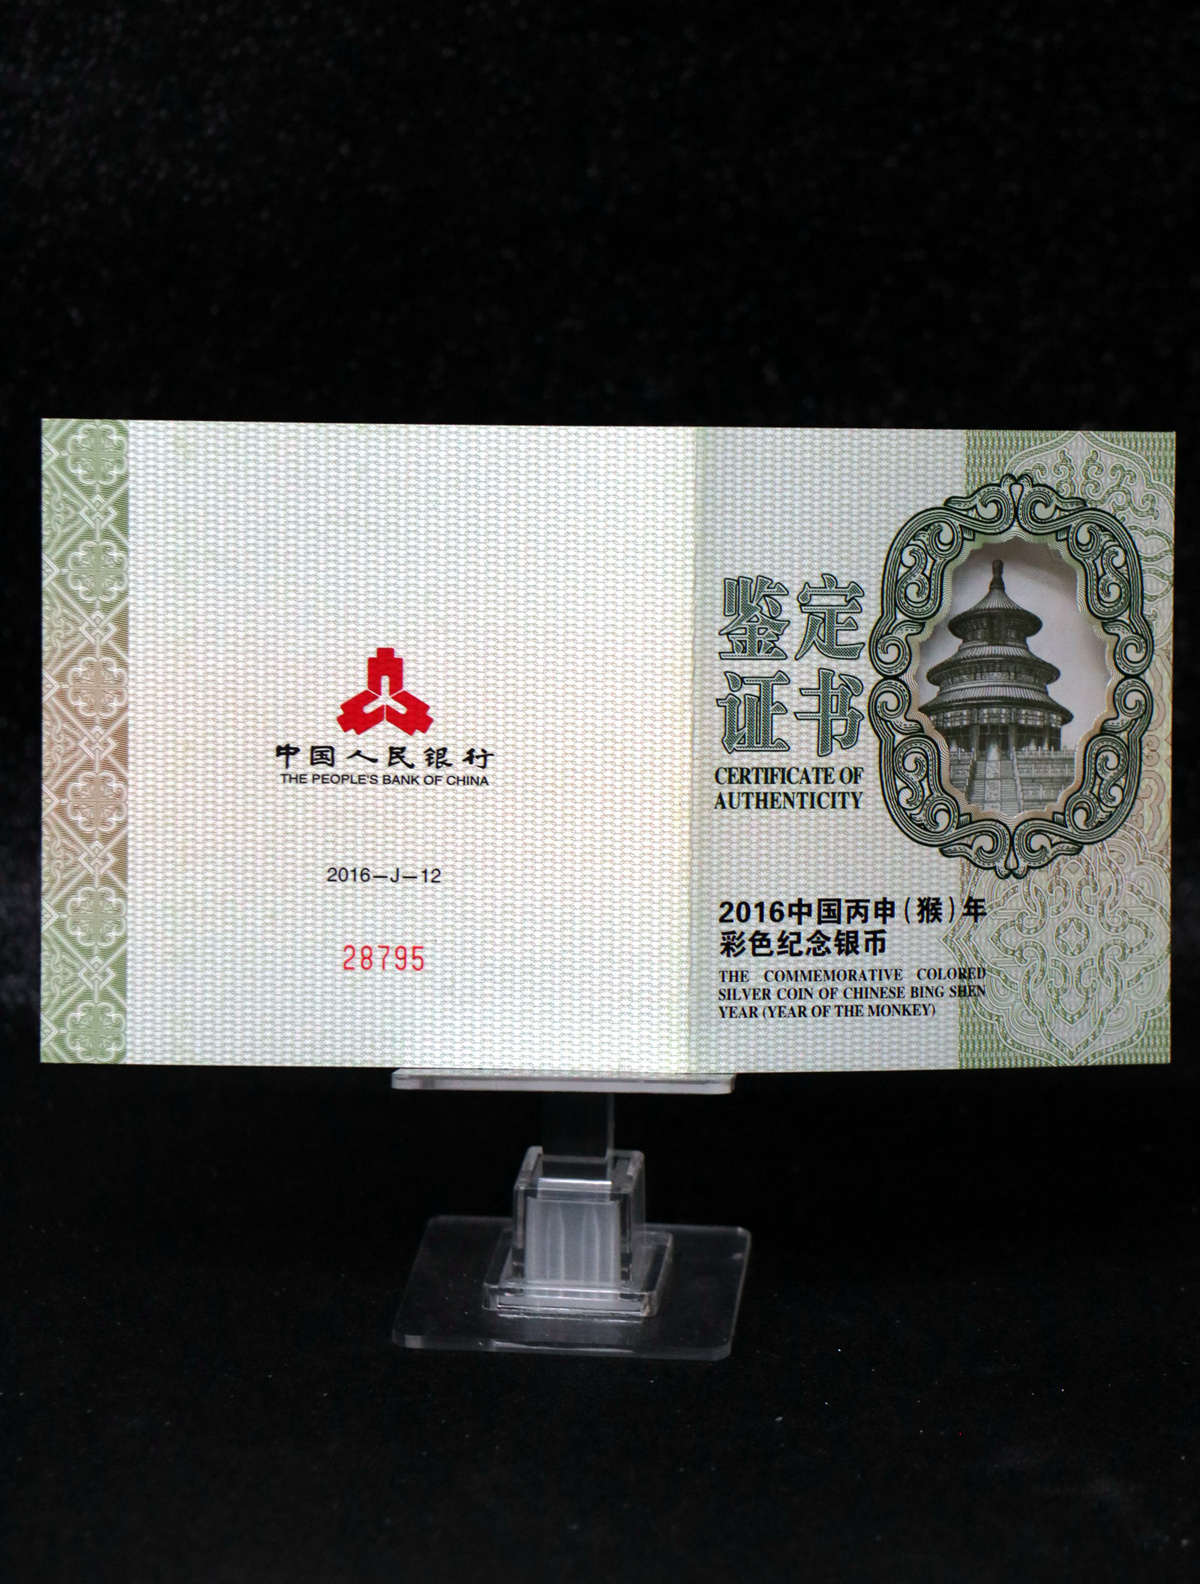 中国人民银行
THE PEOPLE'S BANK OF CHINA
2016—J—12
28795
鉴定
证书
CERTIFICATE OF
AUTHENTICITY
2016中国丙申(猴)年
彩色纪念银币
THE COMMEMORATIVE COLORED
SILVER COIN OF CHINESE BING SHEN
YEAR (YEAR OF THE MONKEY)